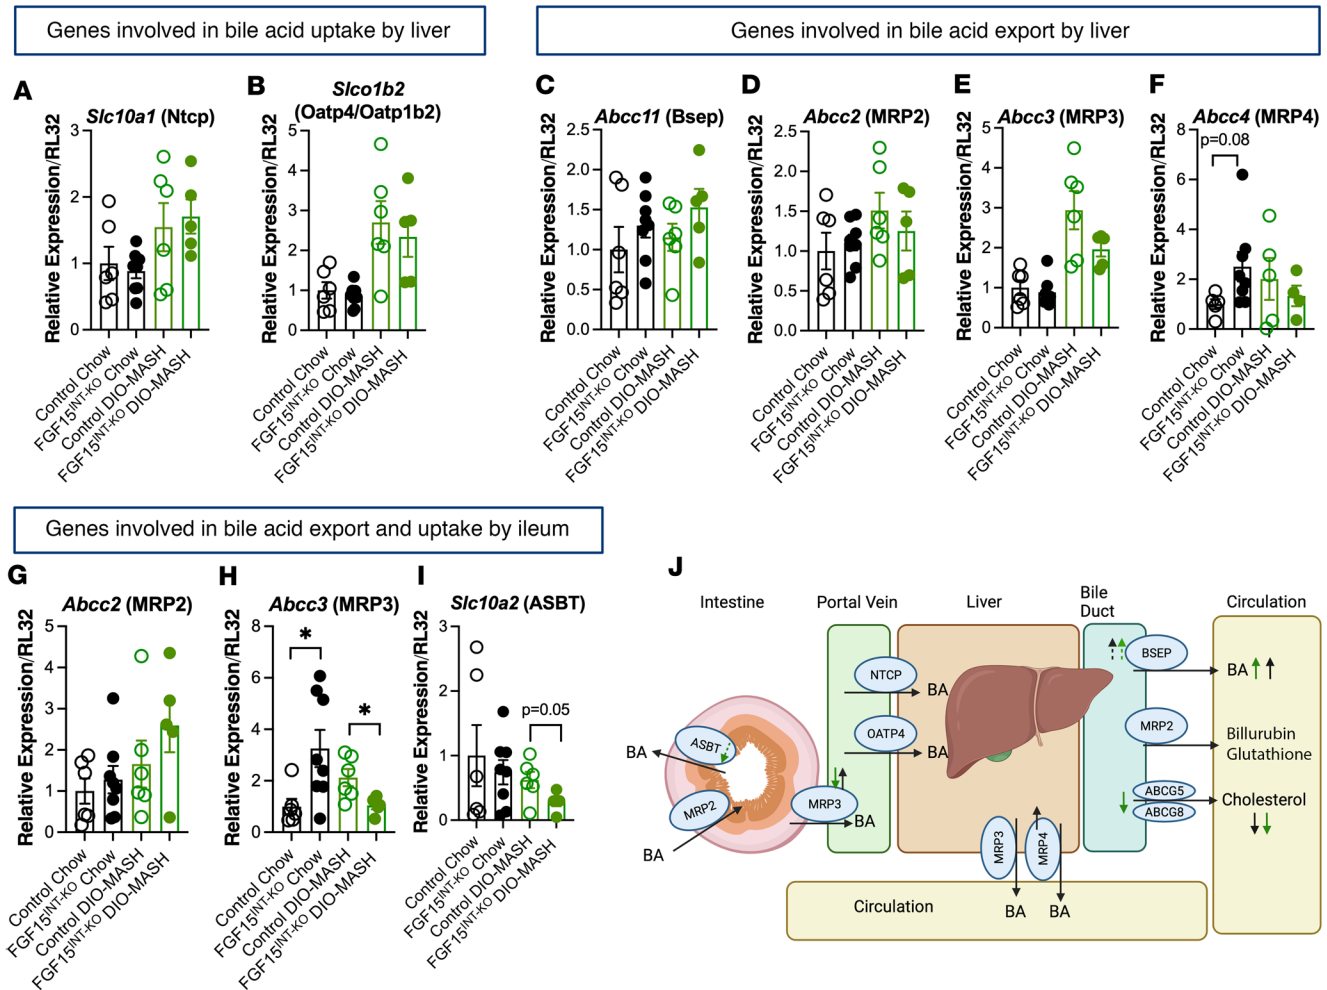 Genes involved in bile acid uptake by liver
Genes involved in bile acid export by liver
A
Slc10a1 (Ntcp)
Relative Expression/RL32
3
2
1
0
Control Chow
FGF15INT-KO Chow
Control DIO-MASH
FGF15INT-KO DIO-MASH
B
Slco1b2
(Oatp4/Oatp1b2)
Relative Expression/RL32
5
4
3
2
1
0
Control Chow
FGF15INT-KO Chow
Control DIO-MASH
FGF15INT-KO DIO-MASH
C
Abcc11 (Bsep)
Relative Expression/RL32
2.5
2.0
1.5
1.0
0.5
0.0
Control Chow
FGF15INT-KO Chow
Control DIO-MASH
FGF15INT-KO DIO-MASH
D
Abcc2 (MRP2)
Relative Expression/RL32
2.5
2.0
1.5
1.0
0.5
0.0
Control Chow
FGF15INT-KO Chow
Control DIO-MASH
FGF15INT-KO DIO-MASH
E
Abcc3 (MRP3)
Relative Expression/RL32
5
4
3
2
1
0
Control Chow
FGF15INT-KO Chow
Control DIO-MASH
FGF15INT-KO DIO-MASH
F
Abcc4 (MRP4)
Relative Expression/RL32
8
6
4
2
0
p=0.08
Control Chow
FGF15INT-KO Chow
Control DIO-MASH
FGF15INT-KO DIO-MASH
Genes involved in bile acid export and uptake by ileum
G
Abcc2 (MRP2)
Relative Expression/RL32
5
4
3
2
1
0
Control Chow
FGF15INT-KO Chow
Control DIO-MASH
FGF15INT-KO DIO-MASH
H
Abcc3 (MRP3)
Relative Expression/RL32
8
6
4
2
0
*
*
Control Chow
FGF15INT-KO Chow
Control DIO-MASH
FGF15INT-KO DIO-MASH
I
Slc10a2 (ASBT)
Relative Expression/RL32
3
2
1
0
p=0.05
Control Chow
FGF15INT-KO Chow
Control DIO-MASH
FGF15INT-KO DIO-MASH
J
Intestine
Portal Vein
Liver
Bile
Duct
Circulation
BSEP
BA
NTCP
BA
MRP2
Billurubin
Glutathione
OATP4
BA
ASBT
BA
ABCG5
ABCG8
Cholesterol
MRP2
BA
MRP3
BA
MRP3
MRP4
BA
BA
Circulation